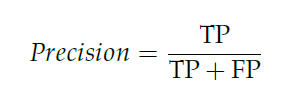 Precision = TP / (TP + FP)